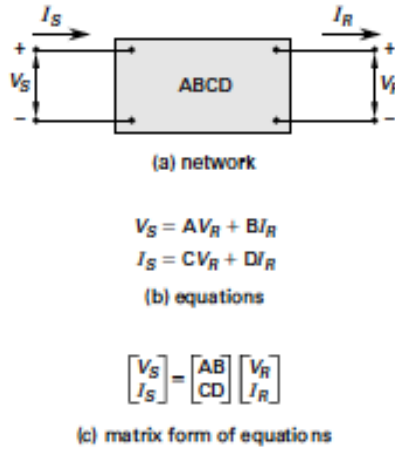 I_S I_R
+ +
V_S ABCD V_R
− −
(a) network
V_S = AV_R + BI_R
I_S = CV_R + DI_R
(b) equations
[V_S] = [AB] [V_R]
[I_S] [CD] [I_R]
(c) matrix form of equations